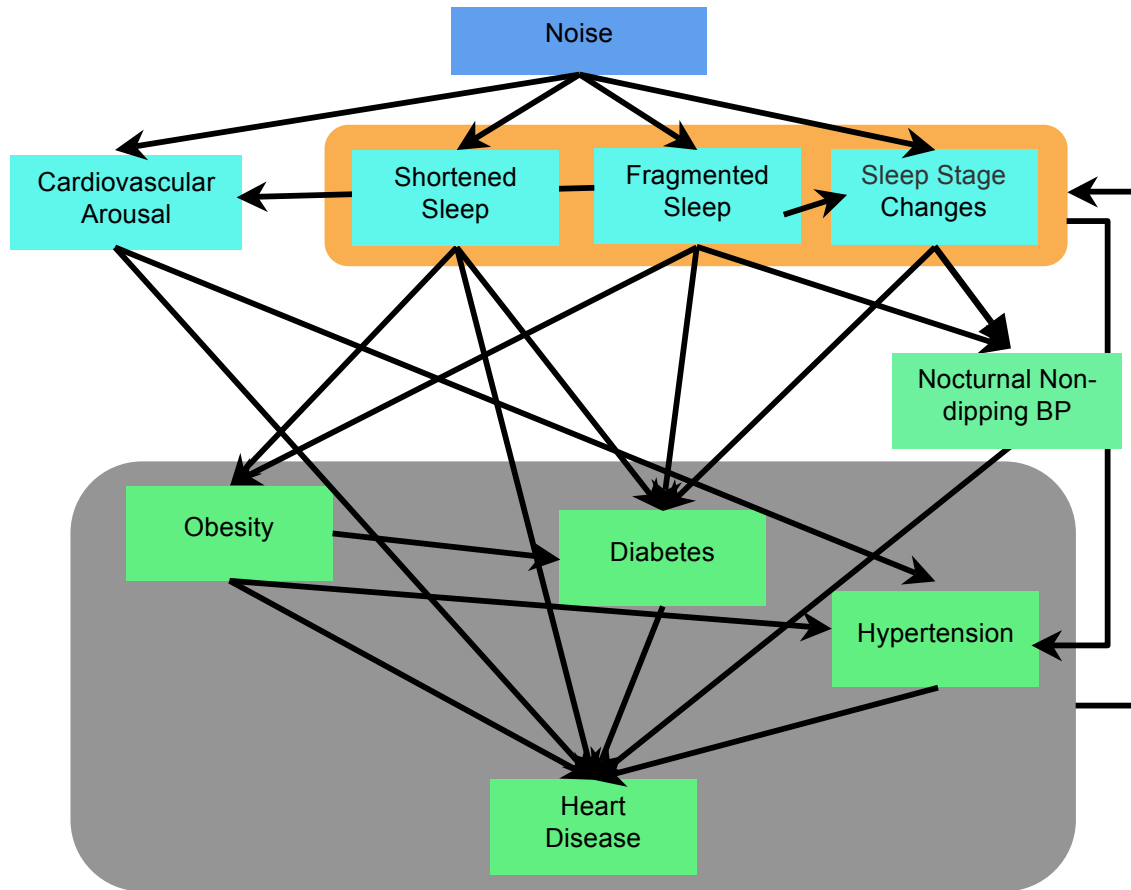 Noise
Cardiovascular
Arousal
Shortened
Sleep
Fragmented
Sleep
Sleep Stage
Changes
Nocturnal Non-
dipping BP
Obesity
Diabetes
Hypertension
Heart
Disease